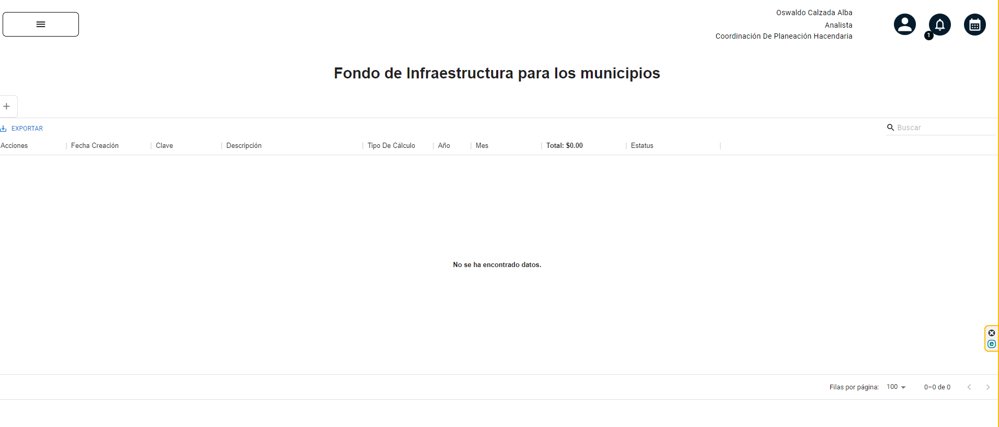 Oswaldo Calzada Alba
Analista
Coordinación De Planeación Hacendaria
1
Fondo de Infraestructura para los municipios
+
EXPORTAR
Buscar
Acciones Fecha Creación Clave Descripción Tipo De Cálculo Año Mes Total: $0.00 Estatus
No se ha encontrado datos.
e
Filas por página: 100 0–0 de 0